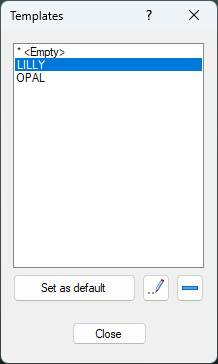 Templates ?
* <Empty>
LILLY
OPAL
Set as default
Close